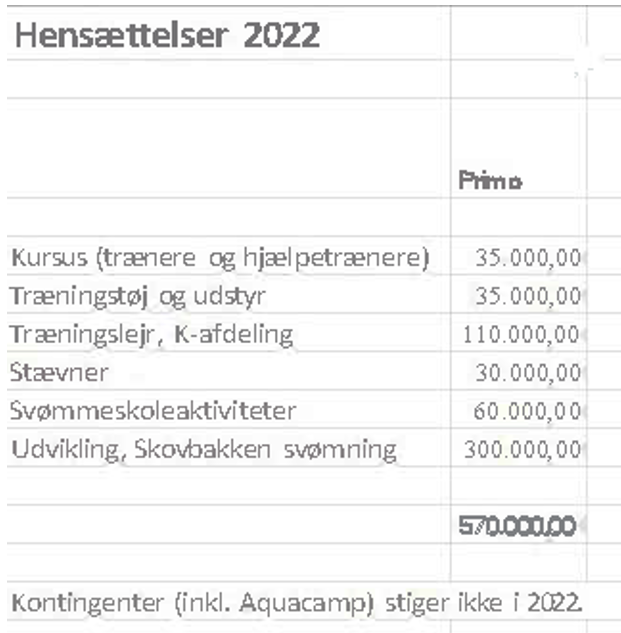 Hensættelser 2022
Primo
Kursus (trænere og hjælpetrænere) 35.000,00
Træningstøj og udstyr 35.000,00
Træningslejr, K-afdeling 110.000,00
Stævner 30.000,00
Svømmeskoleaktiviteter 60.000,00
Udvikling, Skovbakken svømning 300.000,00
570.000,00
Kontingenter (inkl. Aquacamp) stiger ikke i 2022.